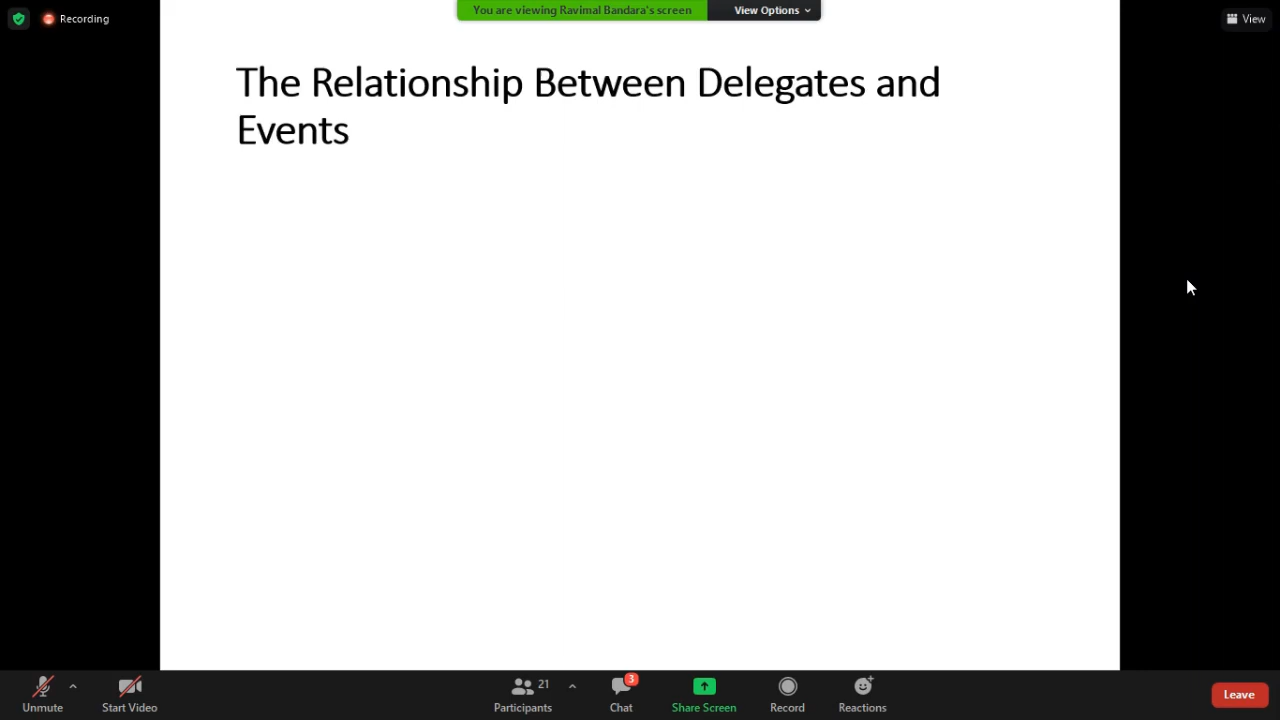 Recording
You are viewing Ravimal Bandara's screen
View Options
View
The Relationship Between Delegates and
Events
Unmute
Start Video
21
Participants
3
Chat
Share Screen
Record
Reactions
Leave